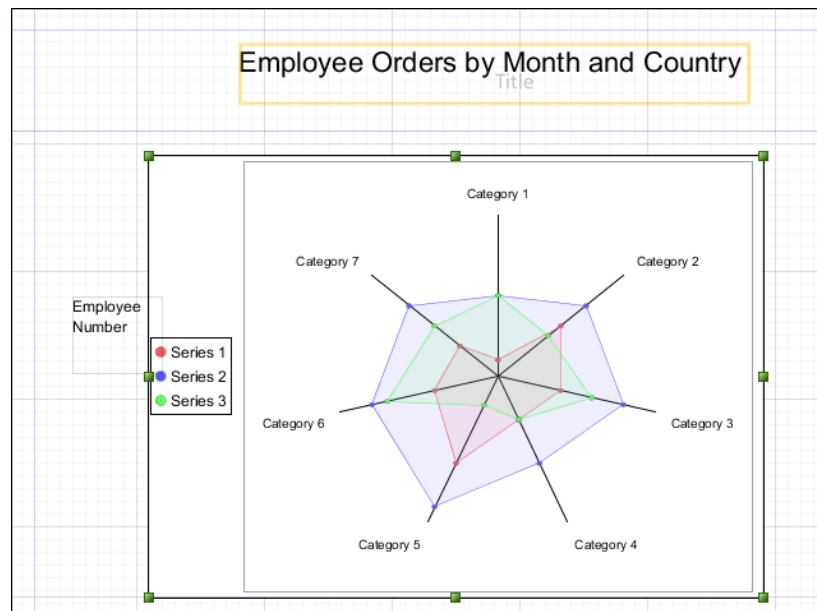 Employee Orders by Month and Country
Title
Category 1
Category 7
Category 2
Employee
Number
Series 1
Series 2
Series 3
Category 6
Category 3
Category 5
Category 4